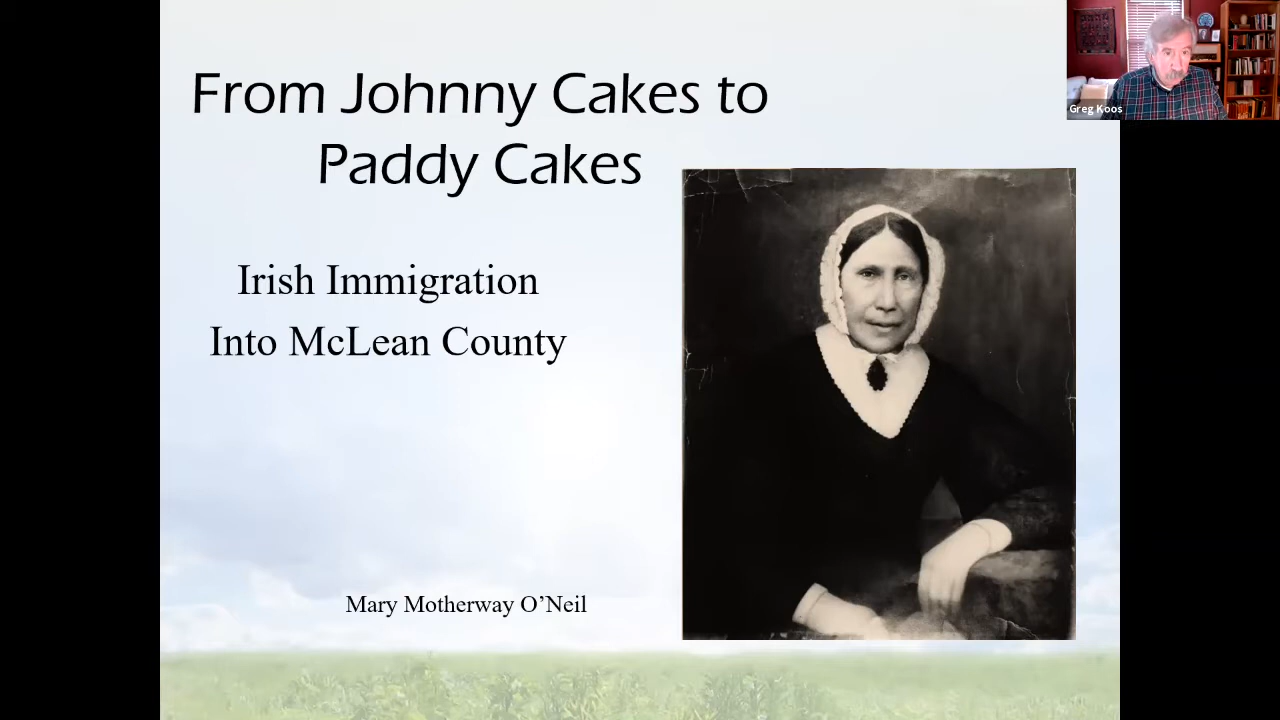 From Johnny Cakes to
Paddy Cakes
Irish Immigration
Into McLean County
Mary Motherway O’Neil
Greg Koos